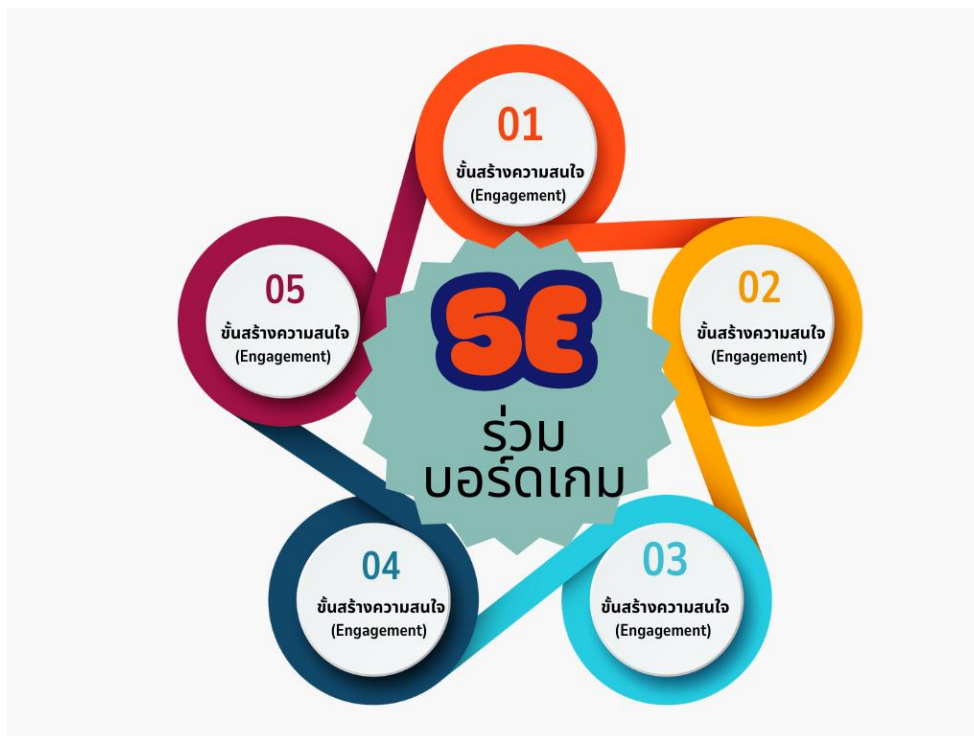 01
ขั้นสร้างความสนใจ
(Engagement)
05
ขั้นสร้างความสนใจ
(Engagement)
02
ขั้นสร้างความสนใจ
(Engagement)
5E
ร่วม
บอร์ดเกม
04
ขั้นสร้างความสนใจ
(Engagement)
03
ขั้นสร้างความสนใจ
(Engagement)